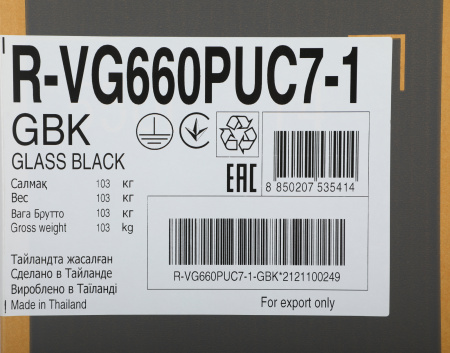 R-VG660PUC7-1
GBK
GLASS BLACK
EAC
8 850207 535414
Салмақ 103 кг
Вес 103 кг
Вага Брутто 103 кг
Gross weight 103 kg
R-VG660PUC7-1-GBK*2121100249
Тайландта жасалған
Сделано в Тайланде
Вироблено в Таїланді
Made in Thailand
For export only